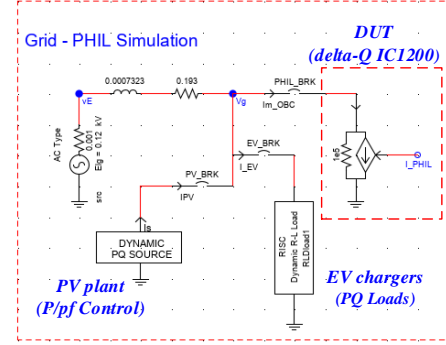 Grid - PHIL Simulation
DUT
(delta-Q IC1200)
0.0007323
0.193
PHIL_BRK
vE
Vg
Im_OBC
AC Type
0.001
Elg = 0.12 kV
src
1e5
I_PHIL
EV_BRK
I_EV
PV_BRK
IPV
Is
DYNAMIC
PQ SOURCE
RISC
Dynamic R-L Load
RLDload1
PV plant
(P/pf Control)
EV chargers
(PQ Loads)